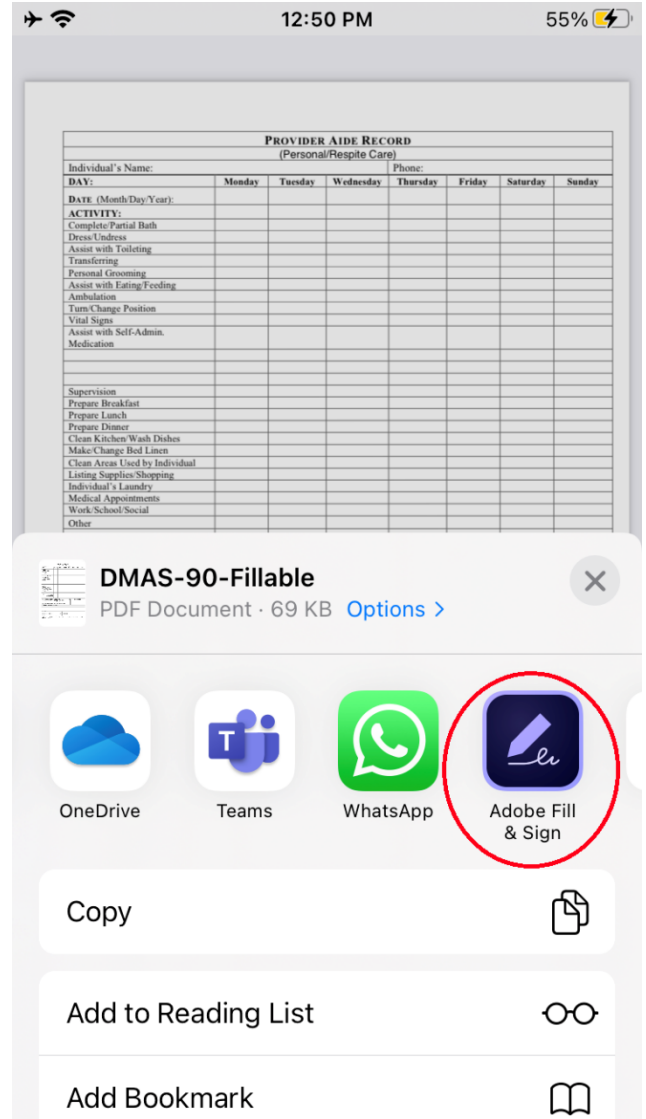 12:50 PM
55%
PROVIDER AIDE RECORD
(Personal/Respite Care)
Individual's Name: Phone:
DAY: Monday Tuesday Wednesday Thursday Friday Saturday Sunday
DATE (Month/Day/Year):
ACTIVITY:
Complete/Partial Bath
Dress/Undress
Assist with Toileting
Transferring
Personal Grooming
Assist with Eating/Feeding
Ambulation
Turn/Change Position
Vital Signs
Assist with Self-Admin.
Medication
Supervision
Prepare Breakfast
Prepare Lunch
Prepare Dinner
Clean Kitchen/Wash Dishes
Make/Change Bed Linen
Clean Areas Used by Individual
Listing Supplies/Shopping
Individual's Laundry
Medical Appointments
Work/School/Social
Other
DMAS-90-Fillable
PDF Document · 69 KB Options >
OneDrive
Teams
WhatsApp
Adobe Fill
& Sign
Copy
Add to Reading List
Add Bookmark